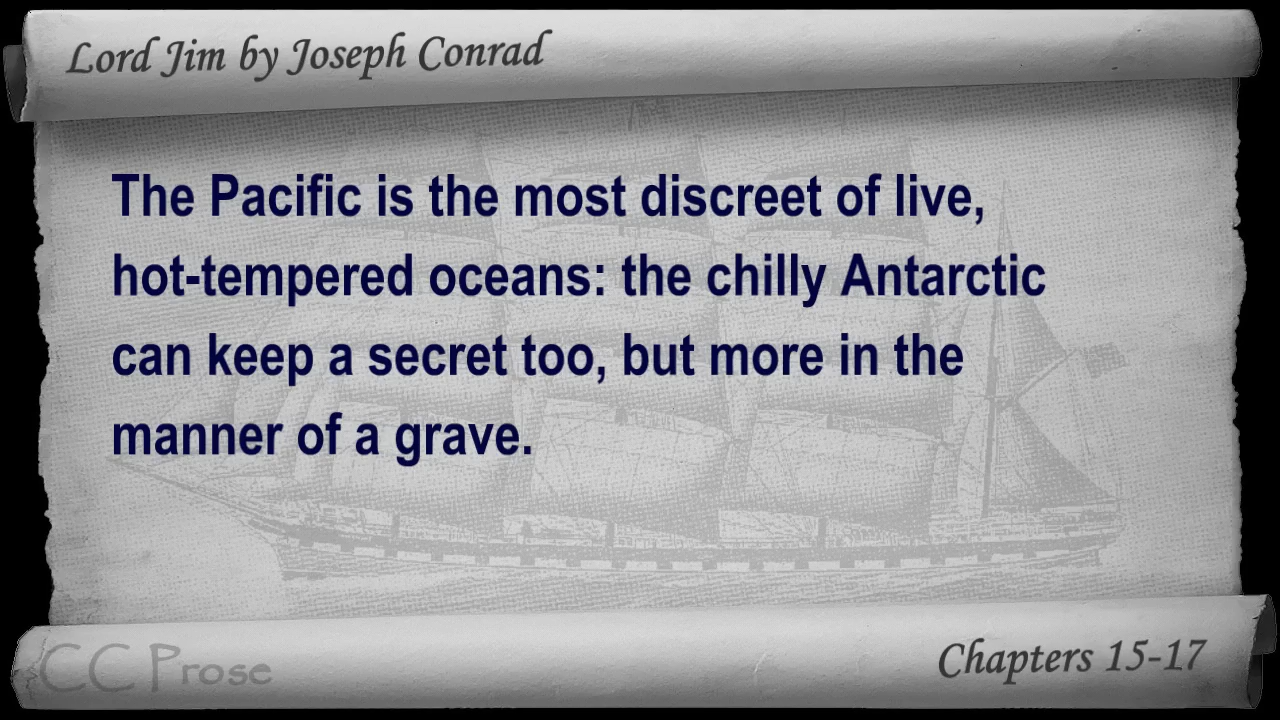 Lord Jim by Joseph Conrad
The Pacific is the most discreet of live,
hot-tempered oceans: the chilly Antarctic
can keep a secret too, but more in the
manner of a grave.
CC Prose
Chapters 15-17